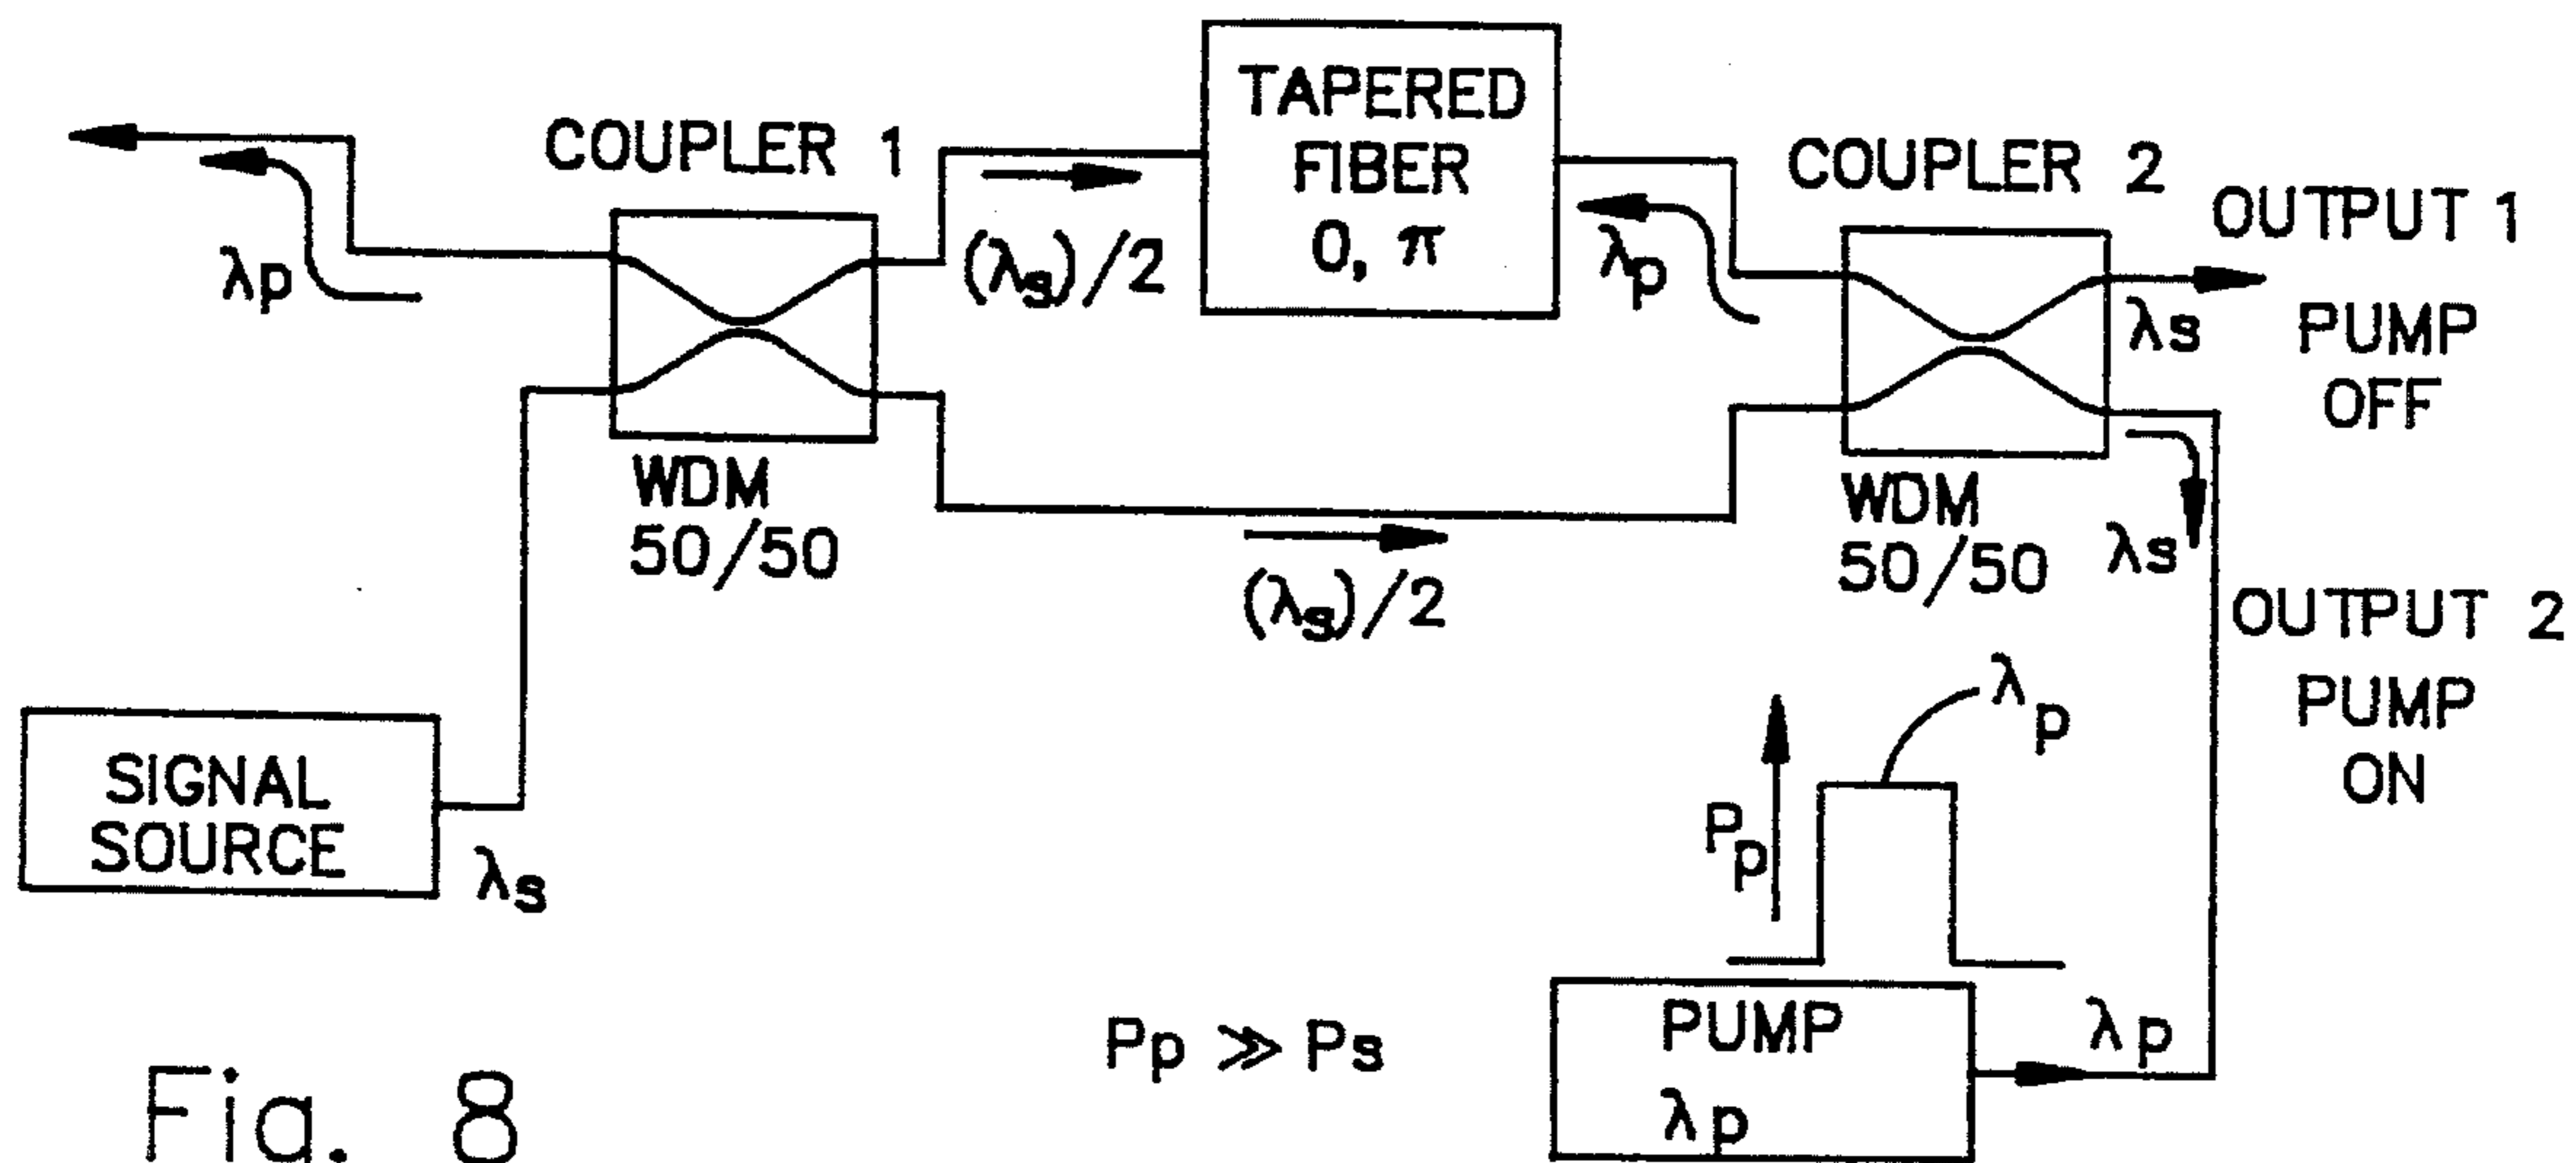 TAPERED
FIBER
0, π
COUPLER 1
COUPLER 2
OUTPUT 1
PUMP
OFF
λp
(λs)/2
λp
λs
WDM
50/50
WDM
50/50
λs
(λs)/2
OUTPUT 2
PUMP
ON
λp
SIGNAL
SOURCE
λs
Pp
Pp ≫ Ps
PUMP
λp
λp
Fig. 8